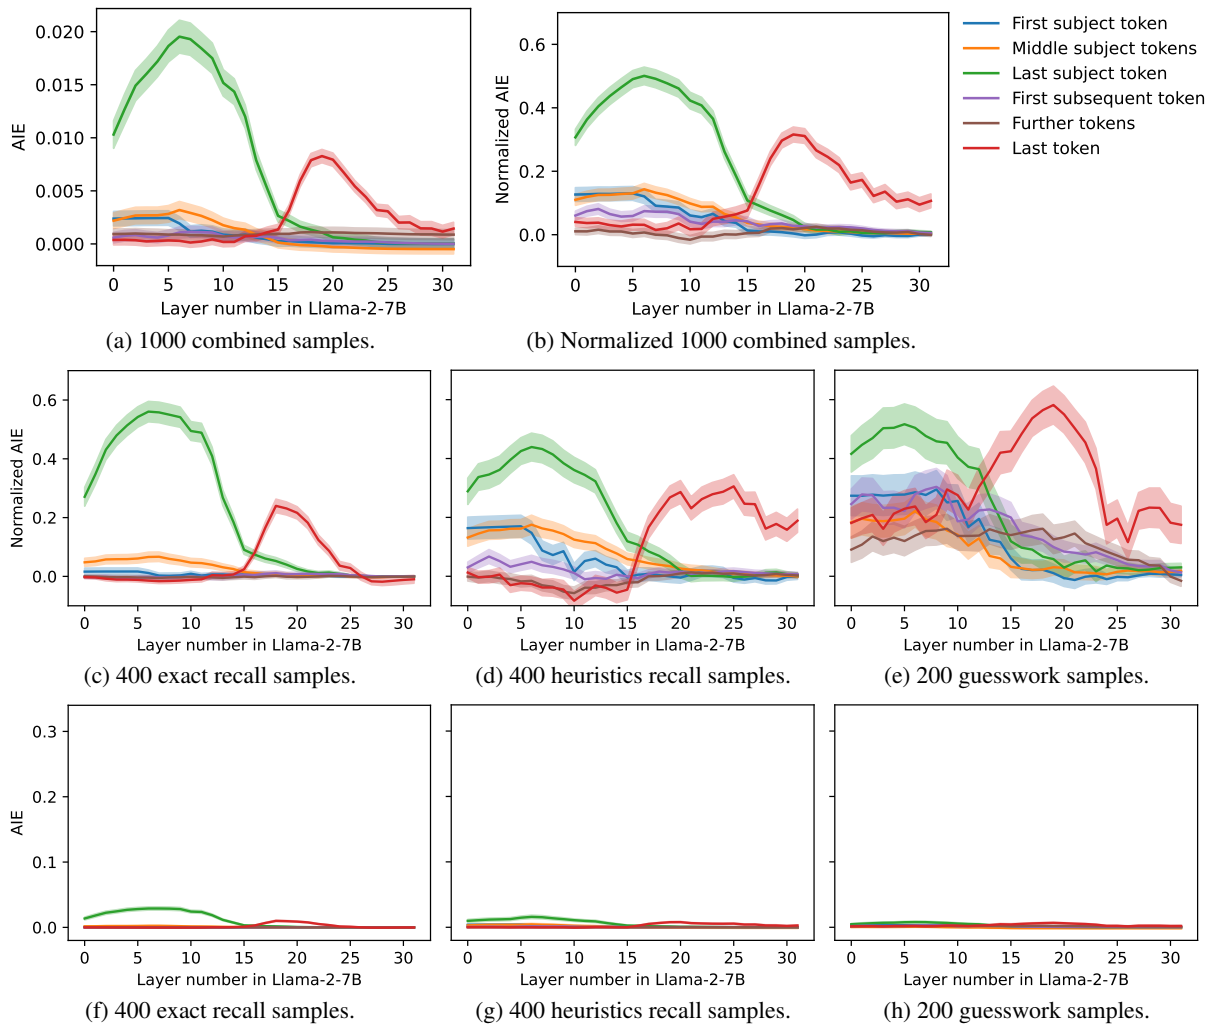 0.020
0.015
0.010
0.005
0.000
AIE
0 5 10 15 20 25 30
Layer number in Llama-2-7B
(a) 1000 combined samples.
0.6
0.4
0.2
0.0
Normalized AIE
0 5 10 15 20 25 30
Layer number in Llama-2-7B
(b) Normalized 1000 combined samples.
First subject token
Middle subject tokens
Last subject token
First subsequent token
Further tokens
Last token
0.6
0.4
0.2
0.0
Normalized AIE
0 5 10 15 20 25 30
Layer number in Llama-2-7B
(c) 400 exact recall samples.
0 5 10 15 20 25 30
Layer number in Llama-2-7B
(d) 400 heuristics recall samples.
0 5 10 15 20 25 30
Layer number in Llama-2-7B
(e) 200 guesswork samples.
0.3
0.2
0.1
0.0
AIE
0 5 10 15 20 25 30
Layer number in Llama-2-7B
(f) 400 exact recall samples.
0 5 10 15 20 25 30
Layer number in Llama-2-7B
(g) 400 heuristics recall samples.
0 5 10 15 20 25 30
Layer number in Llama-2-7B
(h) 200 guesswork samples.